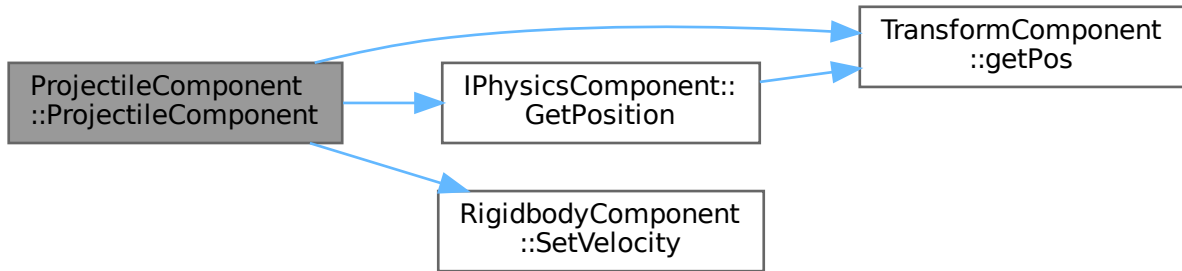 ProjectileComponent
::ProjectileComponent
IPhysicsComponent::
GetPosition
TransformComponent
::getPos
RigidbodyComponent
::SetVelocity